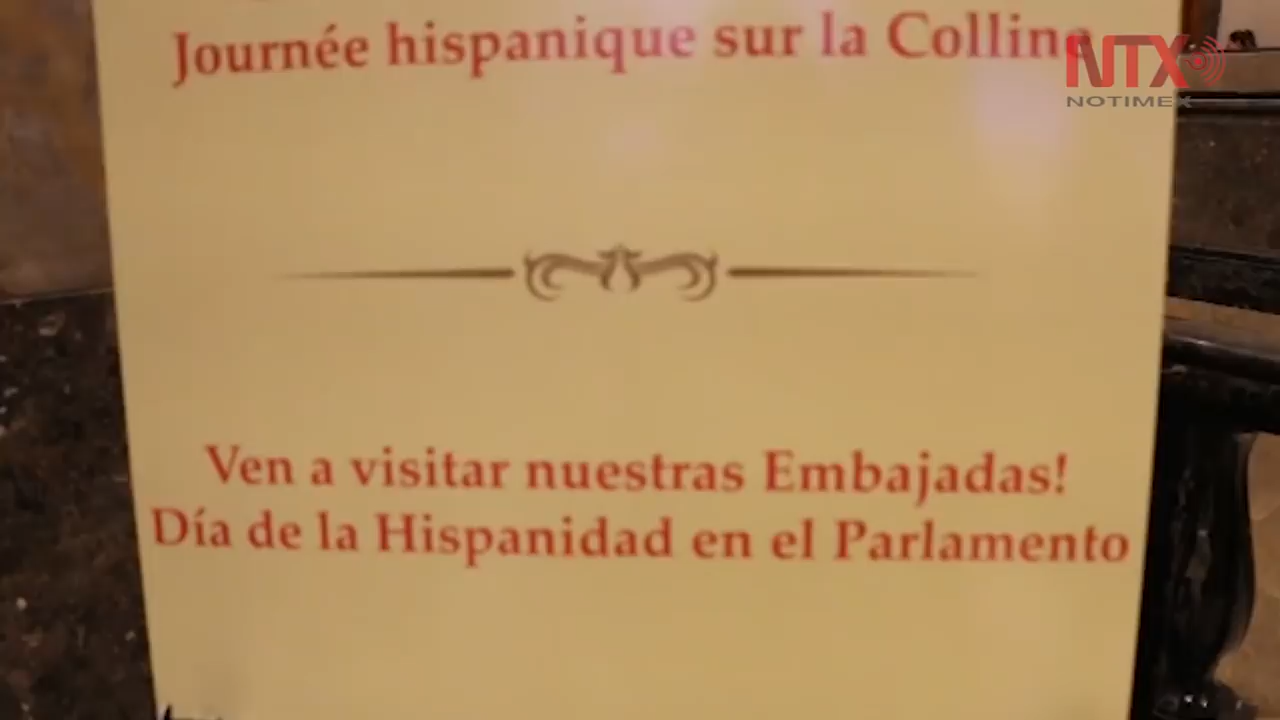 Journée hispanique sur la Colline
NTX
NOTIMEX
Ven a visitar nuestras Embajadas!
Día de la Hispanidad en el Parlamento